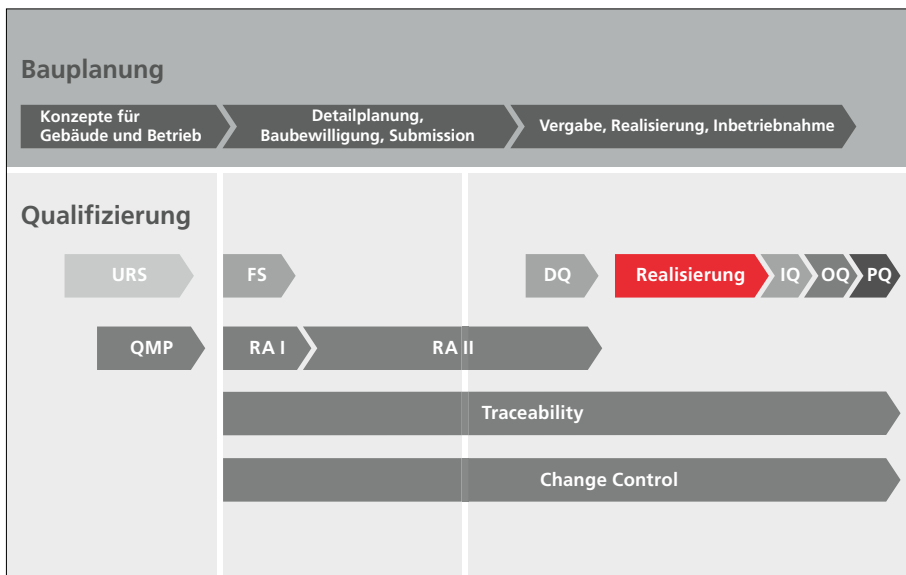 Bauplanung
Konzepte für
Gebäude und Betrieb
Detailplanung,
Baubewilligung, Submission
Vergabe, Realisierung, Inbetriebnahme
Qualifizierung
URS
FS
DQ
Realisierung
IQ
OQ
PQ
QMP
RA I
RA II
Traceability
Change Control